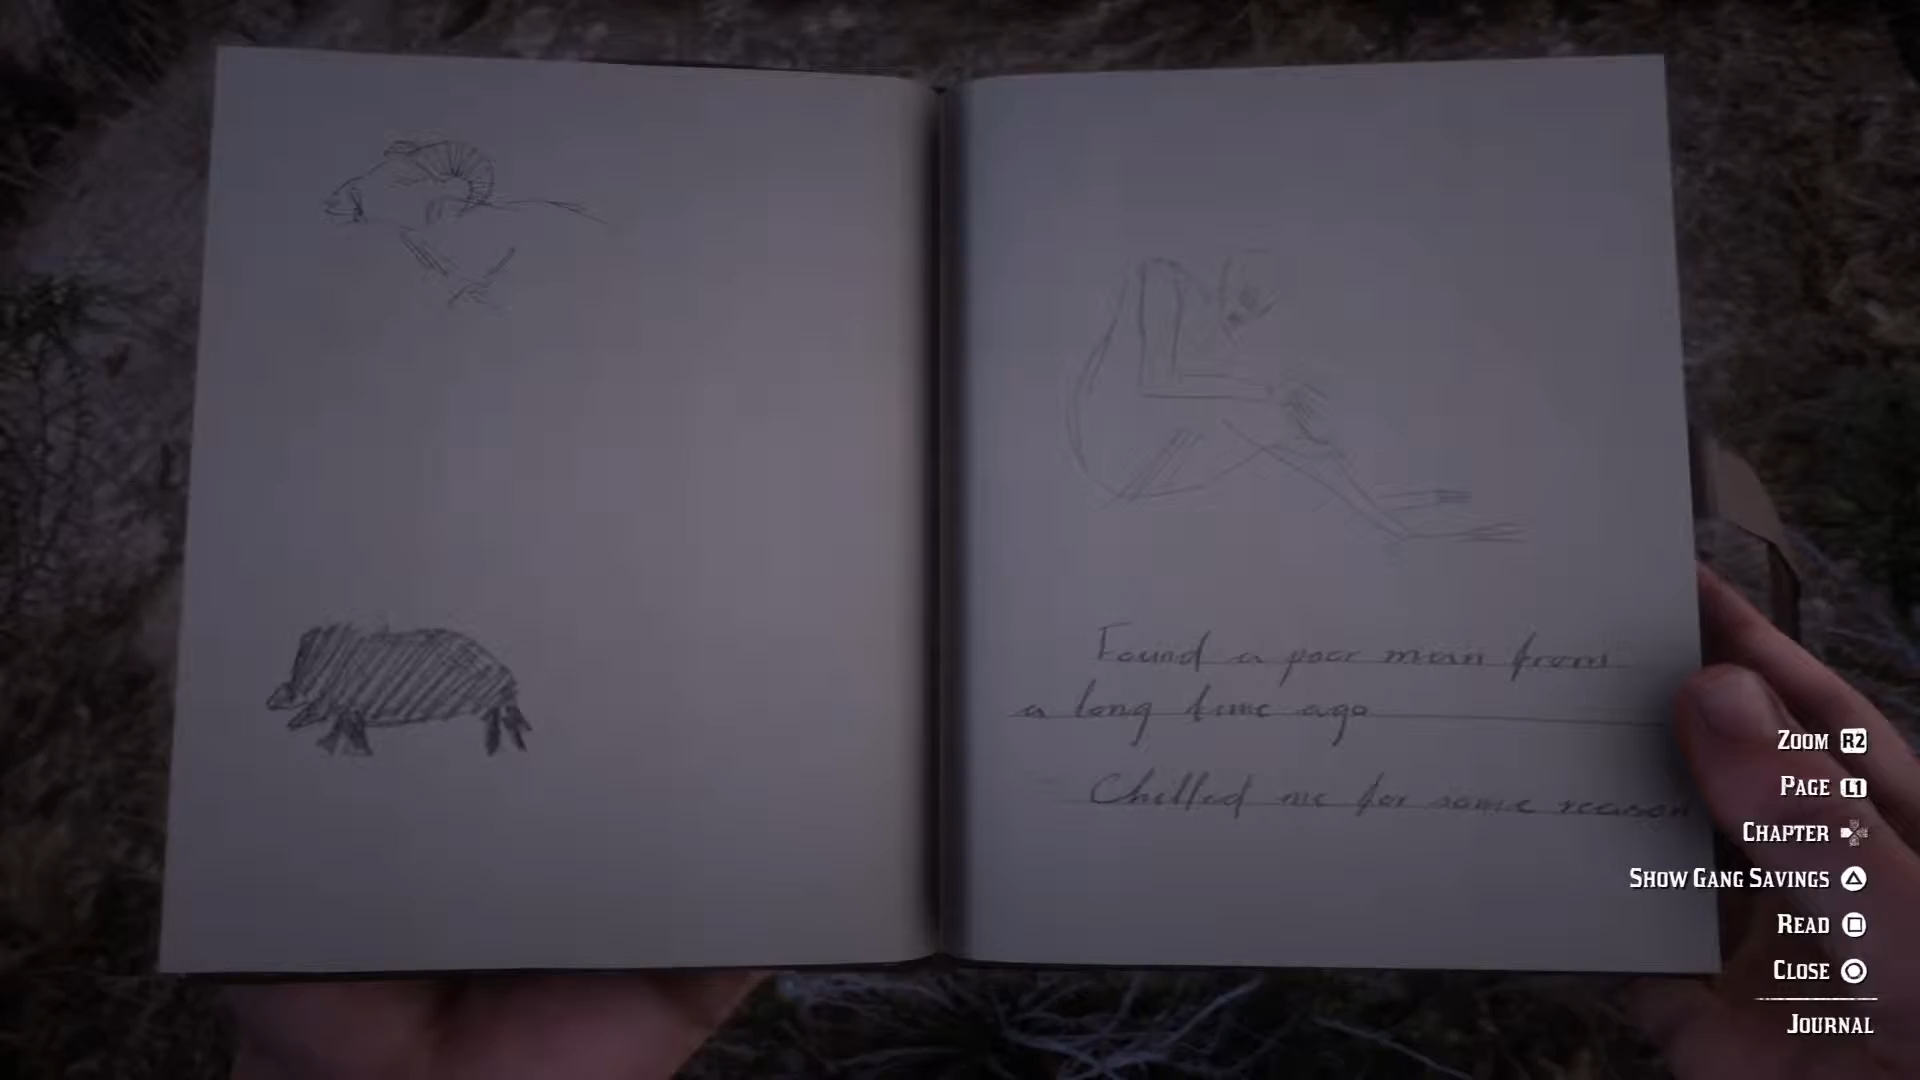 Found a poor man from
a long time ago
Chilled me for some reason
ZOOM R2
PAGE L1
CHAPTER
SHOW GANG SAVINGS
READ
CLOSE
JOURNAL